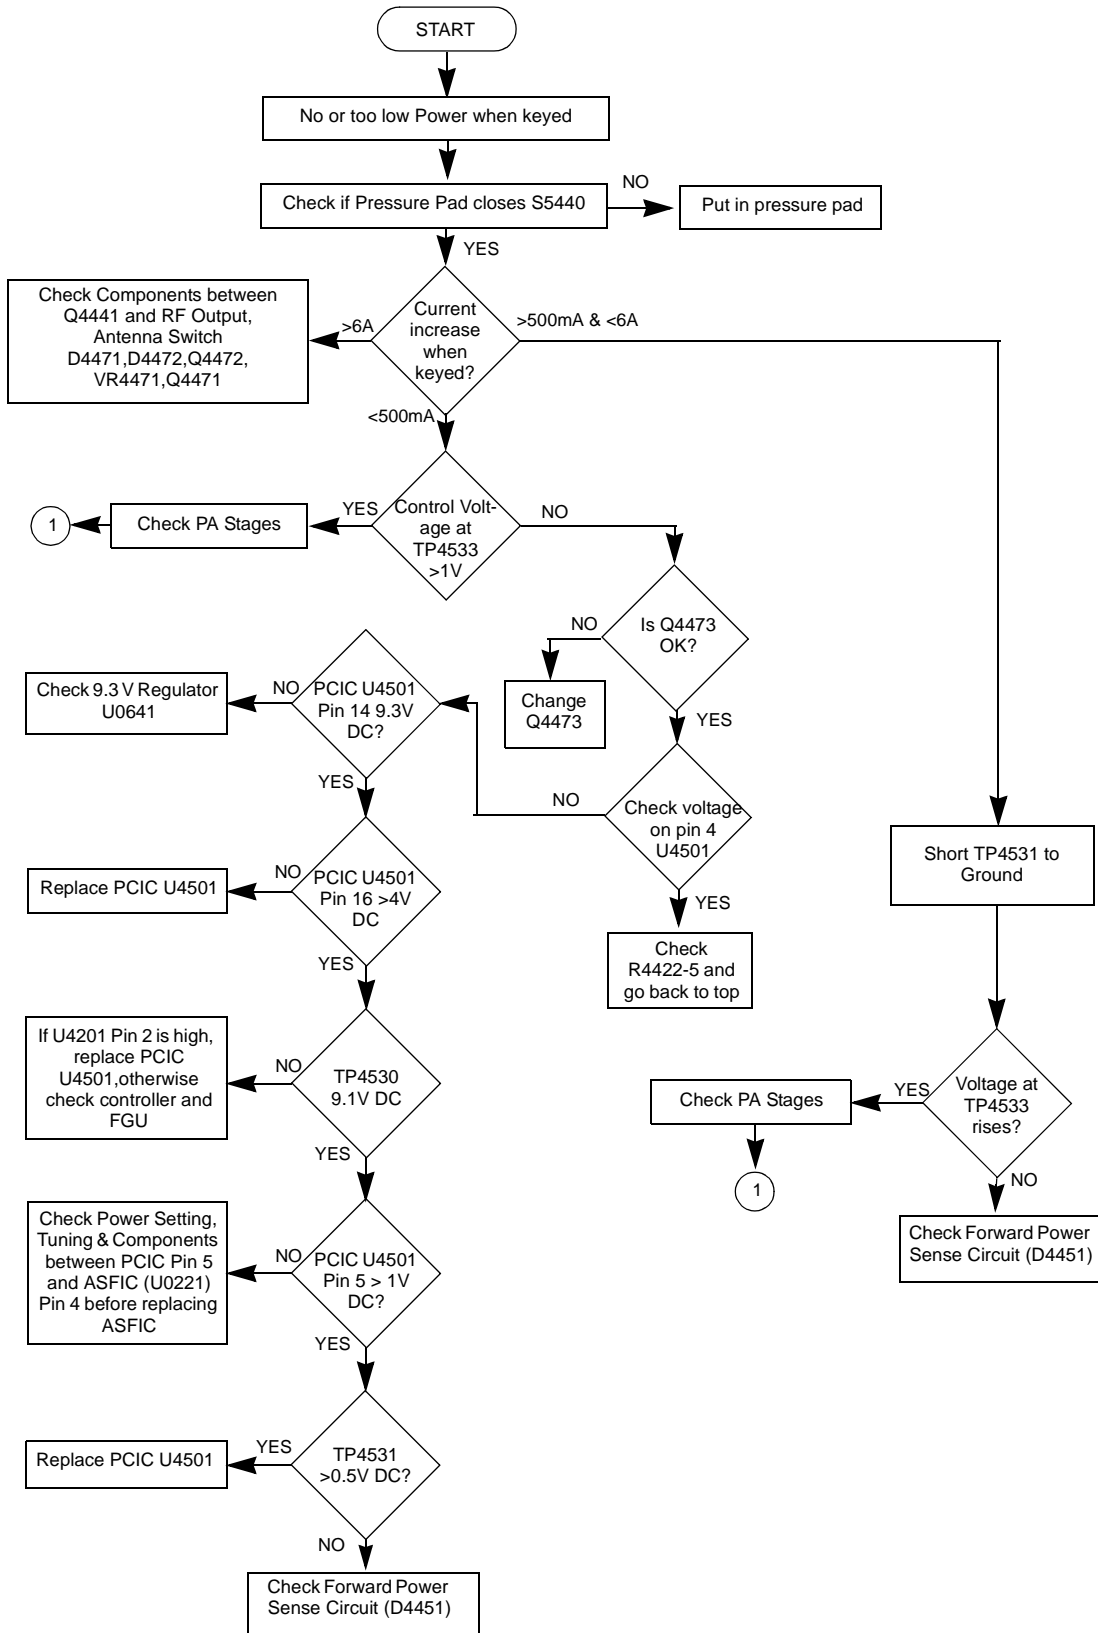 START
No or too low Power when keyed
Check if Pressure Pad closes S5440
NO
Put in pressure pad
YES
Check Components between
Q4441 and RF Output,
Antenna Switch
D4471,D4472,Q4472,
VR4471,Q4471
>6A
Current
increase
when
keyed?
>500mA & <6A
<500mA
1
Check PA Stages
YES
Control Volt-
age at
TP4533
>1V
NO
NO
Is Q4473
OK?
Change
Q4473
YES
Check 9.3 V Regulator
U0641
NO
PCIC U4501
Pin 14 9.3V
DC?
YES
NO
Check voltage
on pin 4
U4501
YES
Check
R4422-5 and
go back to top
Short TP4531 to
Ground
Replace PCIC U4501
NO
PCIC U4501
Pin 16 >4V
DC
YES
If U4201 Pin 2 is high,
replace PCIC
U4501,otherwise
check controller and
FGU
NO
TP4530
9.1V DC
YES
Check PA Stages
YES
Voltage at
TP4533
rises?
1
NO
Check Forward Power
Sense Circuit (D4451)
Check Power Setting,
Tuning & Components
between PCIC Pin 5
and ASFIC (U0221)
Pin 4 before replacing
ASFIC
NO
PCIC U4501
Pin 5 > 1V
DC?
YES
Replace PCIC U4501
YES
TP4531
>0.5V DC?
NO
Check Forward Power
Sense Circuit (D4451)